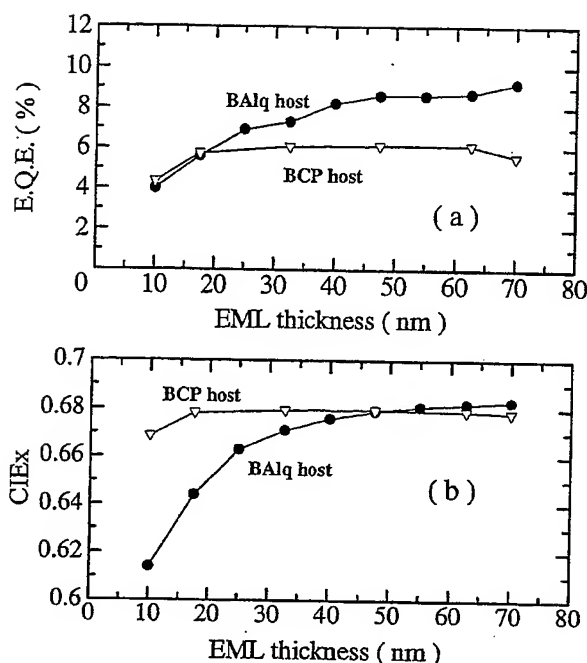 12
10
8
6
4
2
0
E.Q.E. (%)
BAlq host
BCP host
(a)
10 20 30 40 50 60 70 80
EML thickness (nm)
0.7
0.68
0.66
0.64
0.62
0.6
CIEx
BCP host
BAlq host
(b)
0 10 20 30 40 50 60 70 80
EML thickness (nm)